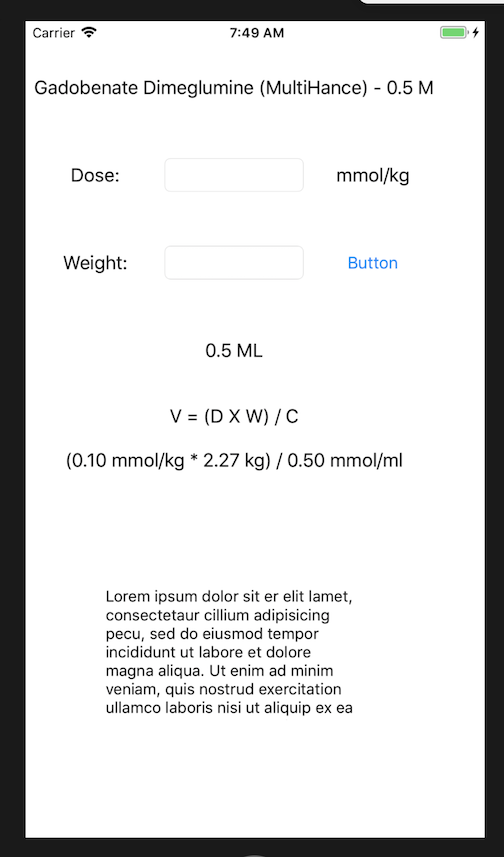 Carrier 7:49 AM
Gadobenate Dimeglumine (MultiHance) - 0.5 M
Dose: mmol/kg
Weight: Button
0.5 ML
V = (D X W) / C
(0.10 mmol/kg * 2.27 kg) / 0.50 mmol/ml
Lorem ipsum dolor sit er elit lamet,
consectetaur cillium adipisicing
pecu, sed do eiusmod tempor
incididunt ut labore et dolore
magna aliqua. Ut enim ad minim
veniam, quis nostrud exercitation
ullamco laboris nisi ut aliquip ex ea